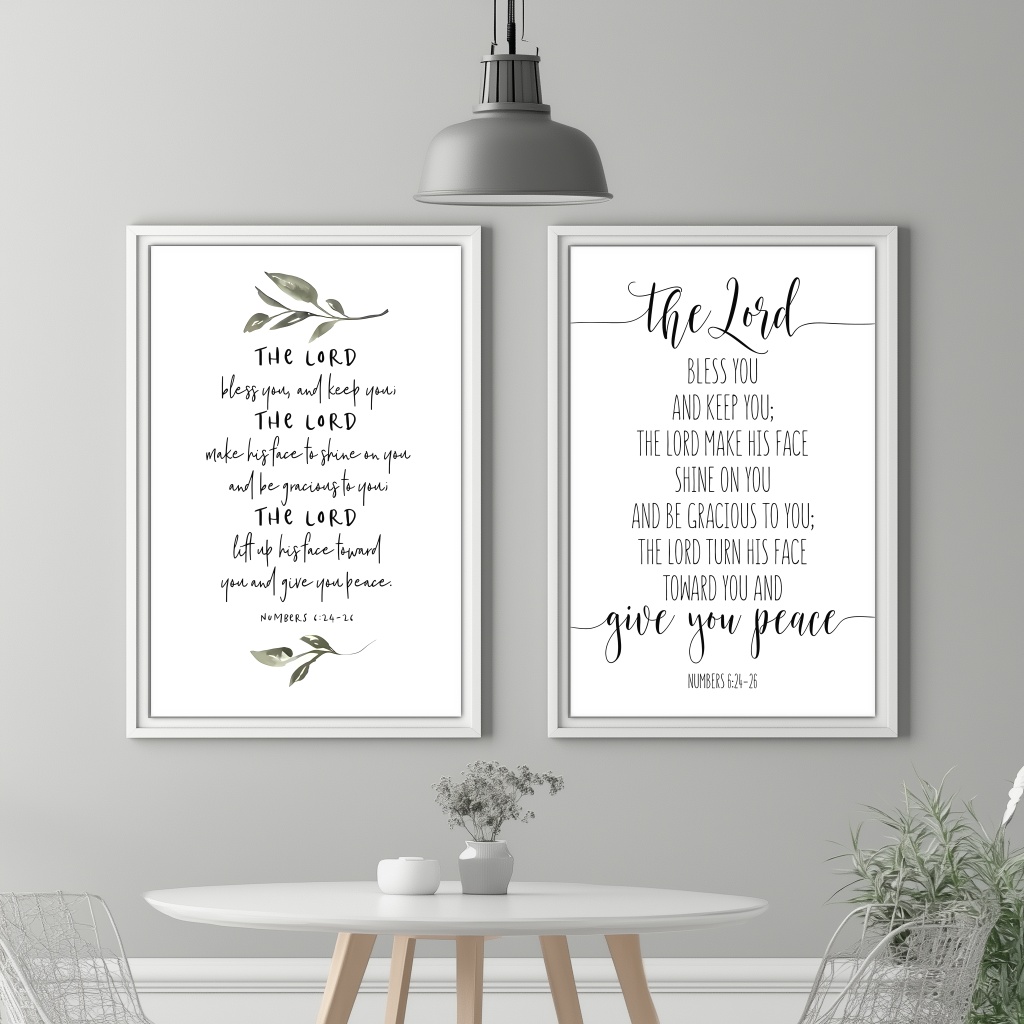 THE LORD
bless you, and keep you;
THE LORD
make his face to shine on you
and be gracious to you;
THE LORD
lift up his face toward
you and give you peace.
NUMBERS 6:24-26
the Lord
BLESS YOU
AND KEEP YOU;
THE LORD MAKE HIS FACE
SHINE ON YOU
AND BE GRACIOUS TO YOU;
THE LORD TURN HIS FACE
TOWARD YOU AND
give you peace
NUMBERS 6:24-26